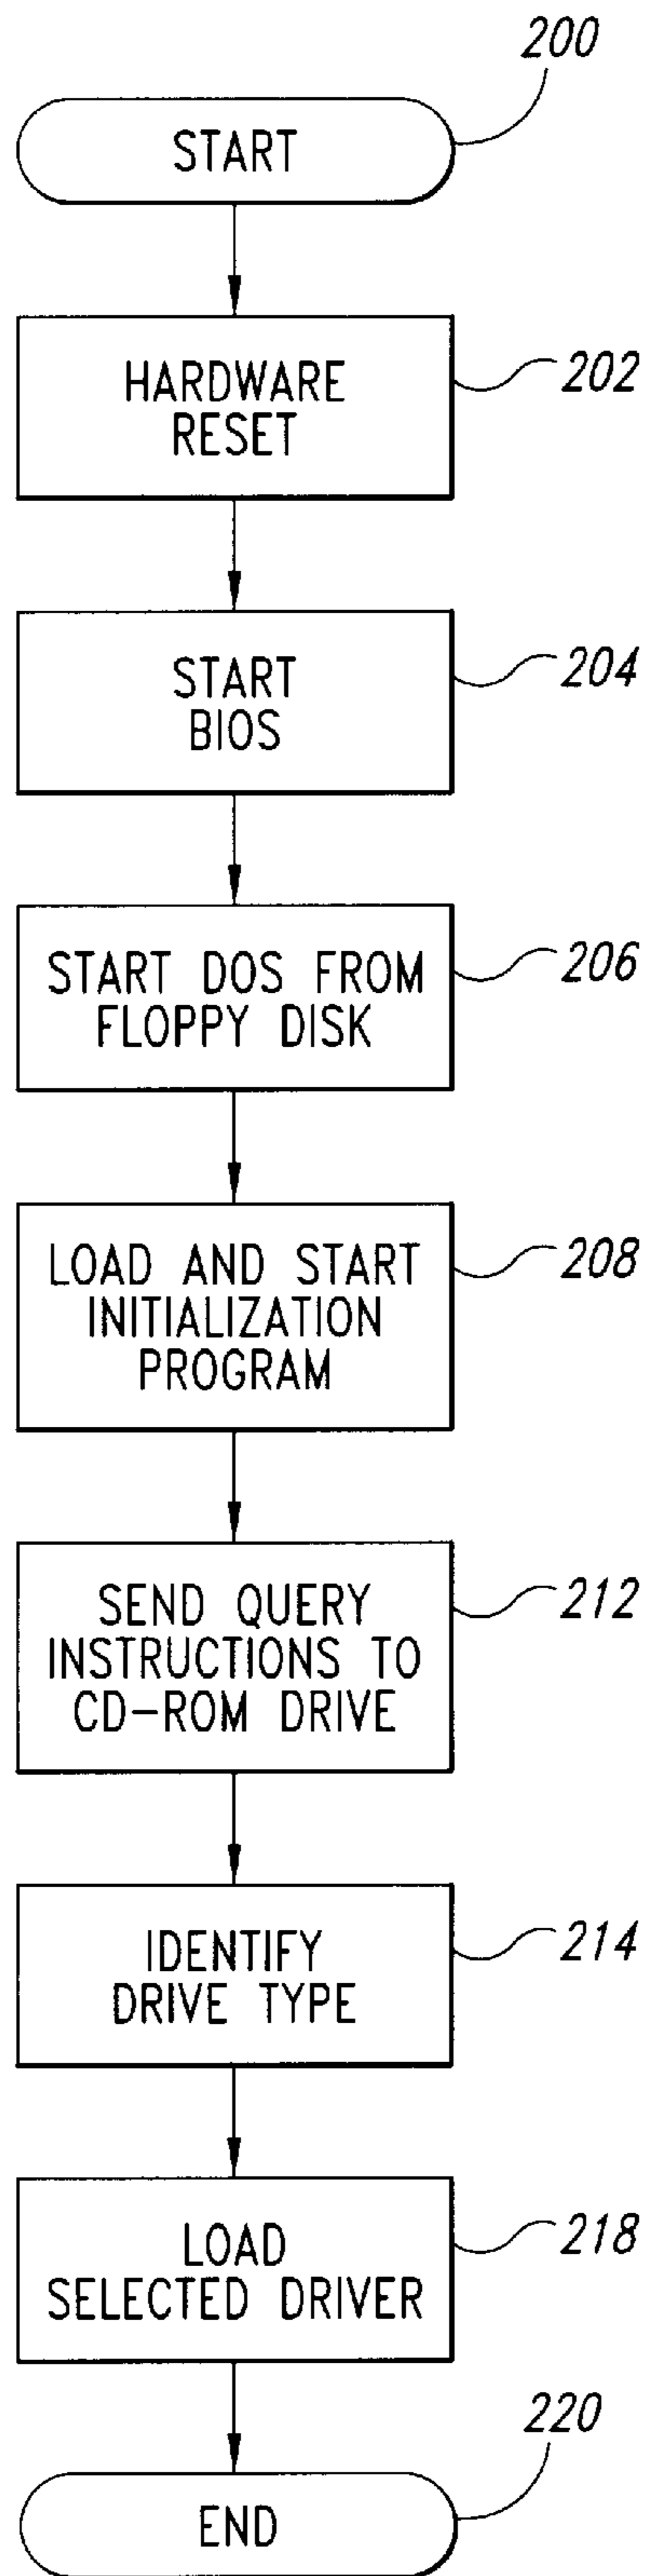 200
START
HARDWARE
RESET
202
START
BIOS
204
START DOS FROM
FLOPPY DISK
206
LOAD AND START
INITIALIZATION
PROGRAM
208
SEND QUERY
INSTRUCTIONS TO
CD-ROM DRIVE
212
IDENTIFY
DRIVE TYPE
214
LOAD
SELECTED DRIVER
218
220
END